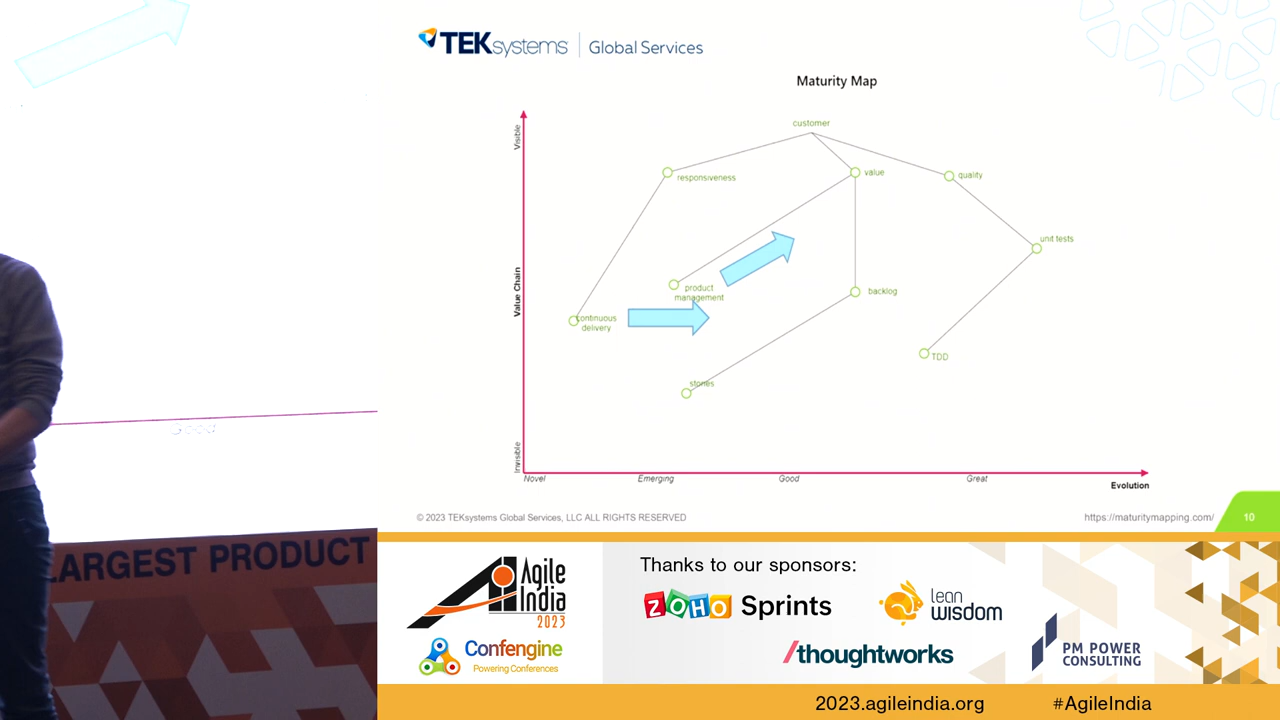 TEKsystems | Global Services
Maturity Map
Visible
Value Chain
Invisible
customer
responsiveness
value
quality
unit tests
product
management
backlog
continuous
delivery
TDD
stories
Novel
Emerging
Good
Great
Evolution
© 2023 TEKsystems Global Services, LLC ALL RIGHTS RESERVED
https://maturitymapping.com/
10
Good
LARGEST PRODUCT
Agile
India
2023
Confengine
Powering Conferences
Thanks to our sponsors:
ZOHO Sprints
lean
wisdom
/thoughtworks
PM POWER
CONSULTING
2023.agileindia.org
#AgileIndia